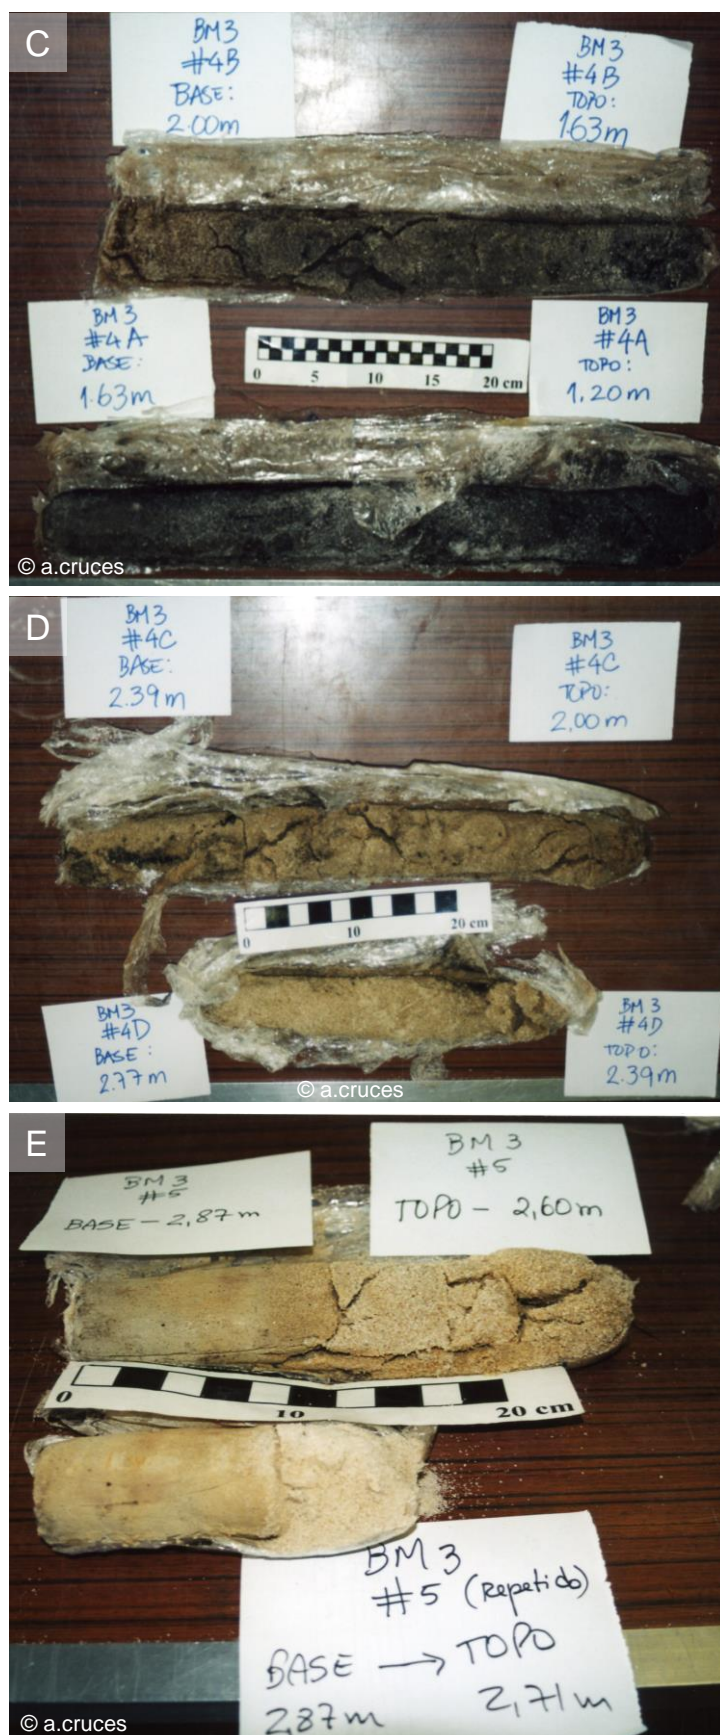 C
BM3
#4B
BASE:
2.00m
BM3
#4B
TOPO:
1.63m
BM3
#4A
BASE:
1.63m
0 5 10 15 20 cm
BM3
#4A
TOPO:
1,20m
© a.cruces
D
BM3
#4C
BASE:
2.39m
BM3
#4C
TOPO:
2,00m
0 10 20 cm
BM3
#4D
BASE:
2.77m
BM3
#4D
TOPO:
2.39m
© a.cruces
E
BM3
#5
BASE - 2,87m
BM3
#5
TOPO - 2,60m
0 10 20 cm
BM3
#5 (Repetido)
BASE → TOPO
2,87m 2,71m
© a.cruces